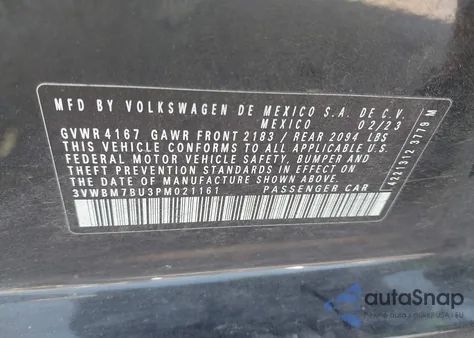 MFD BY VOLKSWAGEN DE MEXICO S.A. DE C.V.
MEXICO 02/23
GVWR 4167 GAWR FRONT 2183 / REAR 2094 LBS
THIS VEHICLE CONFORMS TO ALL APPLICABLE U.S.
FEDERAL MOTOR VEHICLE SAFETY, BUMPER AND
THEFT PREVENTION STANDARDS IN EFFECT ON
THE DATE OF MANUFACTURE SHOWN ABOVE.
3VWBM7BU3PM021161 PASSENGER CAR
4221312 3779 M
autoSnap